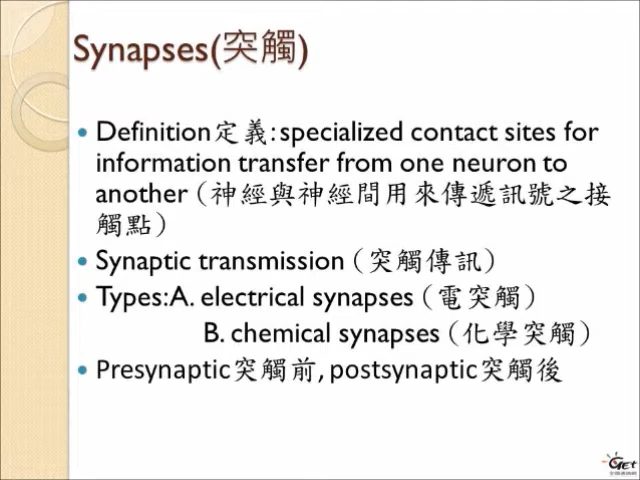 Synapses(突觸)
• Definition定義:specialized contact sites for
information transfer from one neuron to
another（神經與神經間用來傳遞訊號之接
觸點）
• Synaptic transmission（突觸傳訊）
• Types:A. electrical synapses（電突觸）
B. chemical synapses（化學突觸）
• Presynaptic突觸前, postsynaptic突觸後
GET